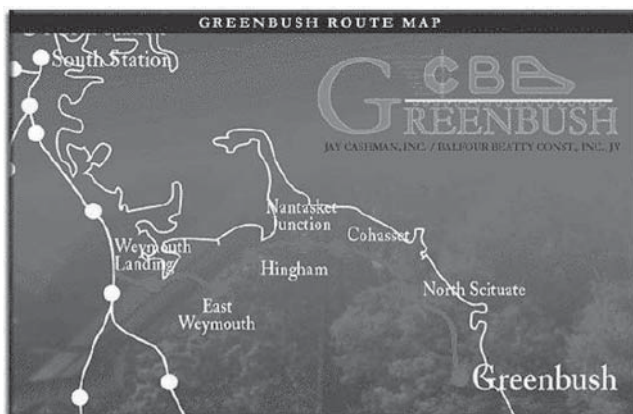 GREENBUSH ROUTE MAP
South Station
CBB
GREENBUSH
JAY CASHMAN, INC. / BALFOUR BEATTY CONST., INC. JV
Nantasket
Junction
Cohasset
Weymouth
Landing
Hingham
East
Weymouth
North Scituate
Greenbush